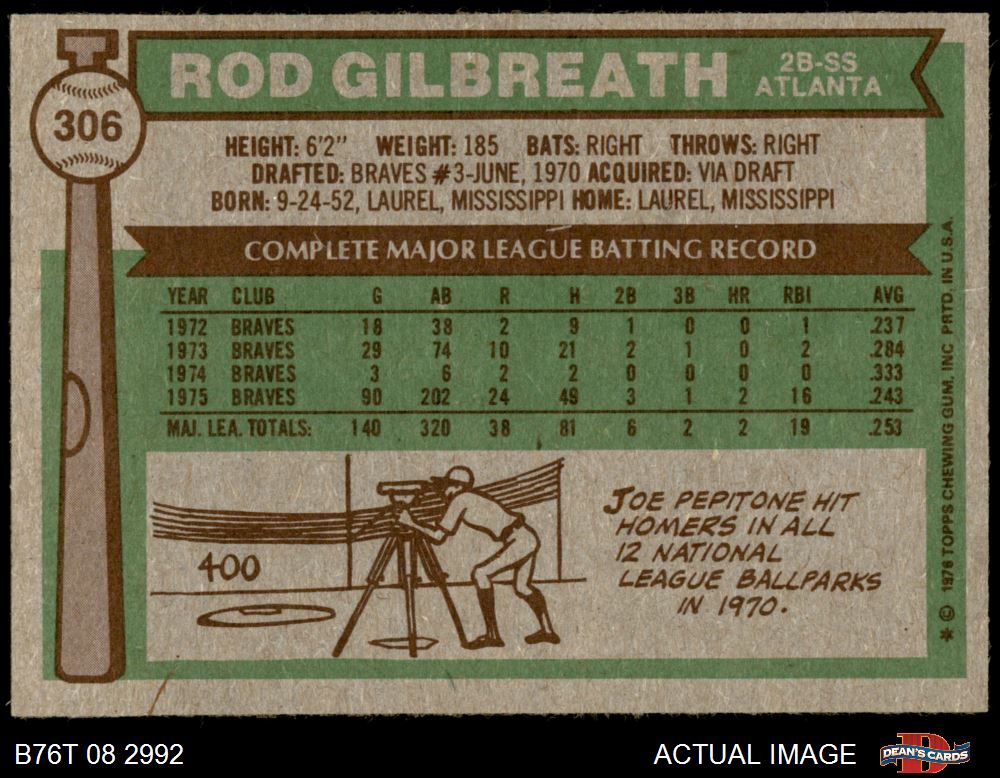 306
ROD GILBREATH
2B-SS
ATLANTA
HEIGHT: 6'2" WEIGHT: 185 BATS: RIGHT THROWS: RIGHT
DRAFTED: BRAVES #3-JUNE, 1970 ACQUIRED: VIA DRAFT
BORN: 9-24-52, LAUREL, MISSISSIPPI HOME: LAUREL, MISSISSIPPI
COMPLETE MAJOR LEAGUE BATTING RECORD
YEAR CLUB G AB R H 2B 3B HR RBI AVG
1972 BRAVES 18 38 2 9 1 0 0 1 .237
1973 BRAVES 29 74 10 21 2 1 0 2 .284
1974 BRAVES 3 6 2 2 0 0 0 0 .333
1975 BRAVES 90 202 24 49 3 1 2 16 .243
MAJ. LEA. TOTALS: 140 320 38 81 6 2 2 19 .253
400
JOE PEPITONE HIT
HOMERS IN ALL
12 NATIONAL
LEAGUE BALLPARKS
IN 1970.
* © 1976 TOPPS CHEWING GUM, INC PRTD. IN U.S.A.
B76T 08 2992
ACTUAL IMAGE
D
DEAN'S CARDS